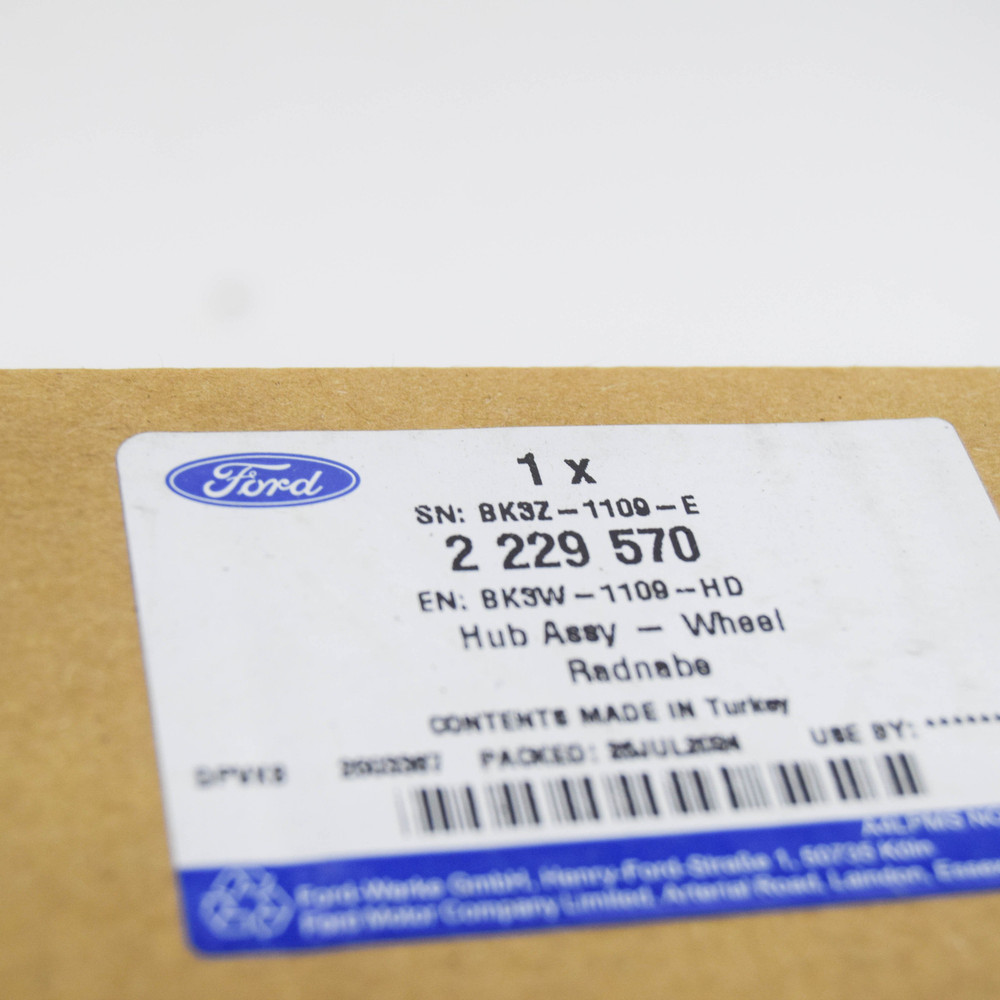 Ford
1 x
SN: BK3Z-1109-E
2 229 570
EN: BK3W-1109-HD
Hub Assy - Wheel
Radnabe
CONTENTS MADE IN Turkey
PACKED: 26JUL2024 USE BY: ******
Ford-Werke GmbH, Henry-Ford-Straße 1, 50735 Köln
Ford Motor Company Limited, Arterial Road, Laindon, Essex